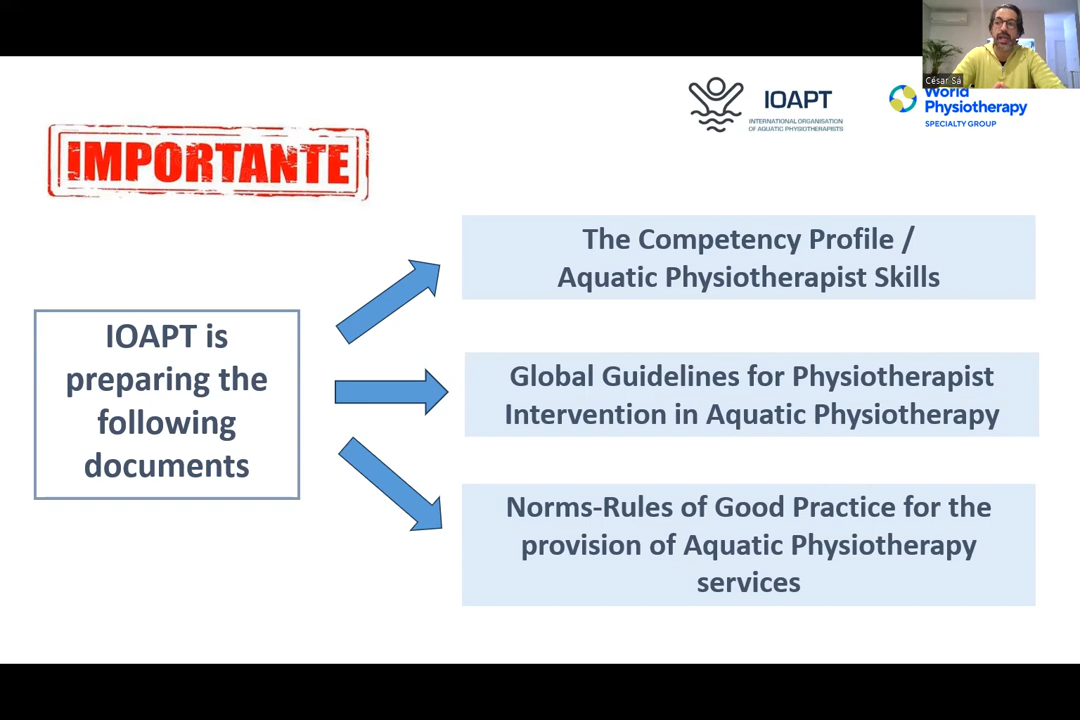 César Sá
IOAPT
INTERNATIONAL ORGANISATION
OF AQUATIC PHYSIOTHERAPISTS
World
Physiotherapy
SPECIALTY GROUP
IMPORTANTE
IOAPT is
preparing the
following
documents
The Competency Profile /
Aquatic Physiotherapist Skills
Global Guidelines for Physiotherapist
Intervention in Aquatic Physiotherapy
Norms-Rules of Good Practice for the
provision of Aquatic Physiotherapy
services